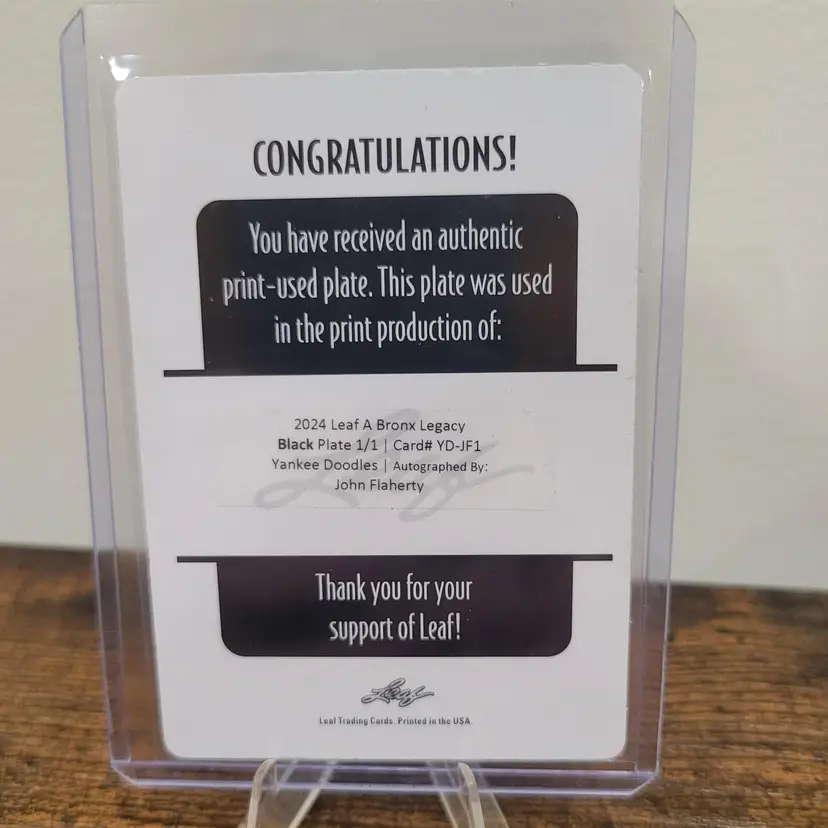 CONGRATULATIONS!
You have received an authentic
print-used plate. This plate was used
in the print production of:
2024 Leaf A Bronx Legacy
Black Plate 1/1 | Card# YD-JF1
Yankee Doodles | Autographed By:
John Flaherty
Thank you for your
support of Leaf!
Leaf
Leaf Trading Cards. Printed in the USA.